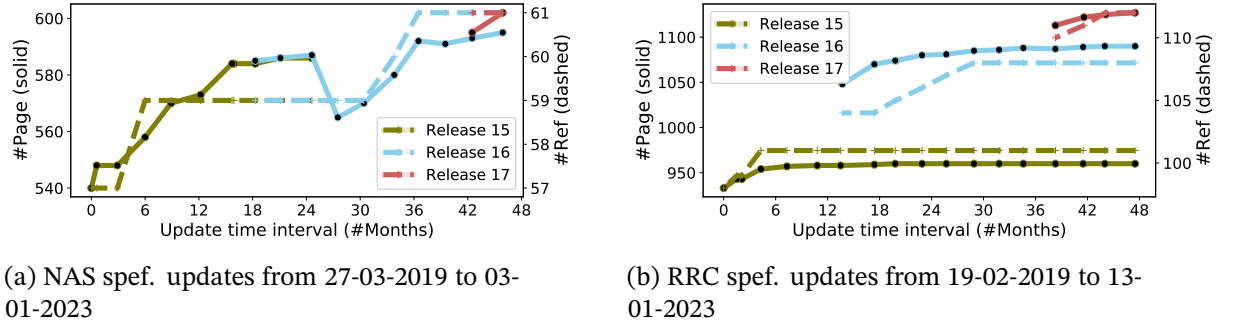 600
580
560
540
#Page (solid)
61
60
59
58
57
#Ref (dashed)
Release 15
Release 16
Release 17
0 6 12 18 24 30 36 42 48
Update time interval (#Months)
(a) NAS spef. updates from 27-03-2019 to 03-
01-2023
1100
1050
1000
950
#Page (solid)
110
105
100
#Ref (dashed)
Release 15
Release 16
Release 17
0 6 12 18 24 30 36 42 48
Update time interval (#Months)
(b) RRC spef. updates from 19-02-2019 to 13-
01-2023